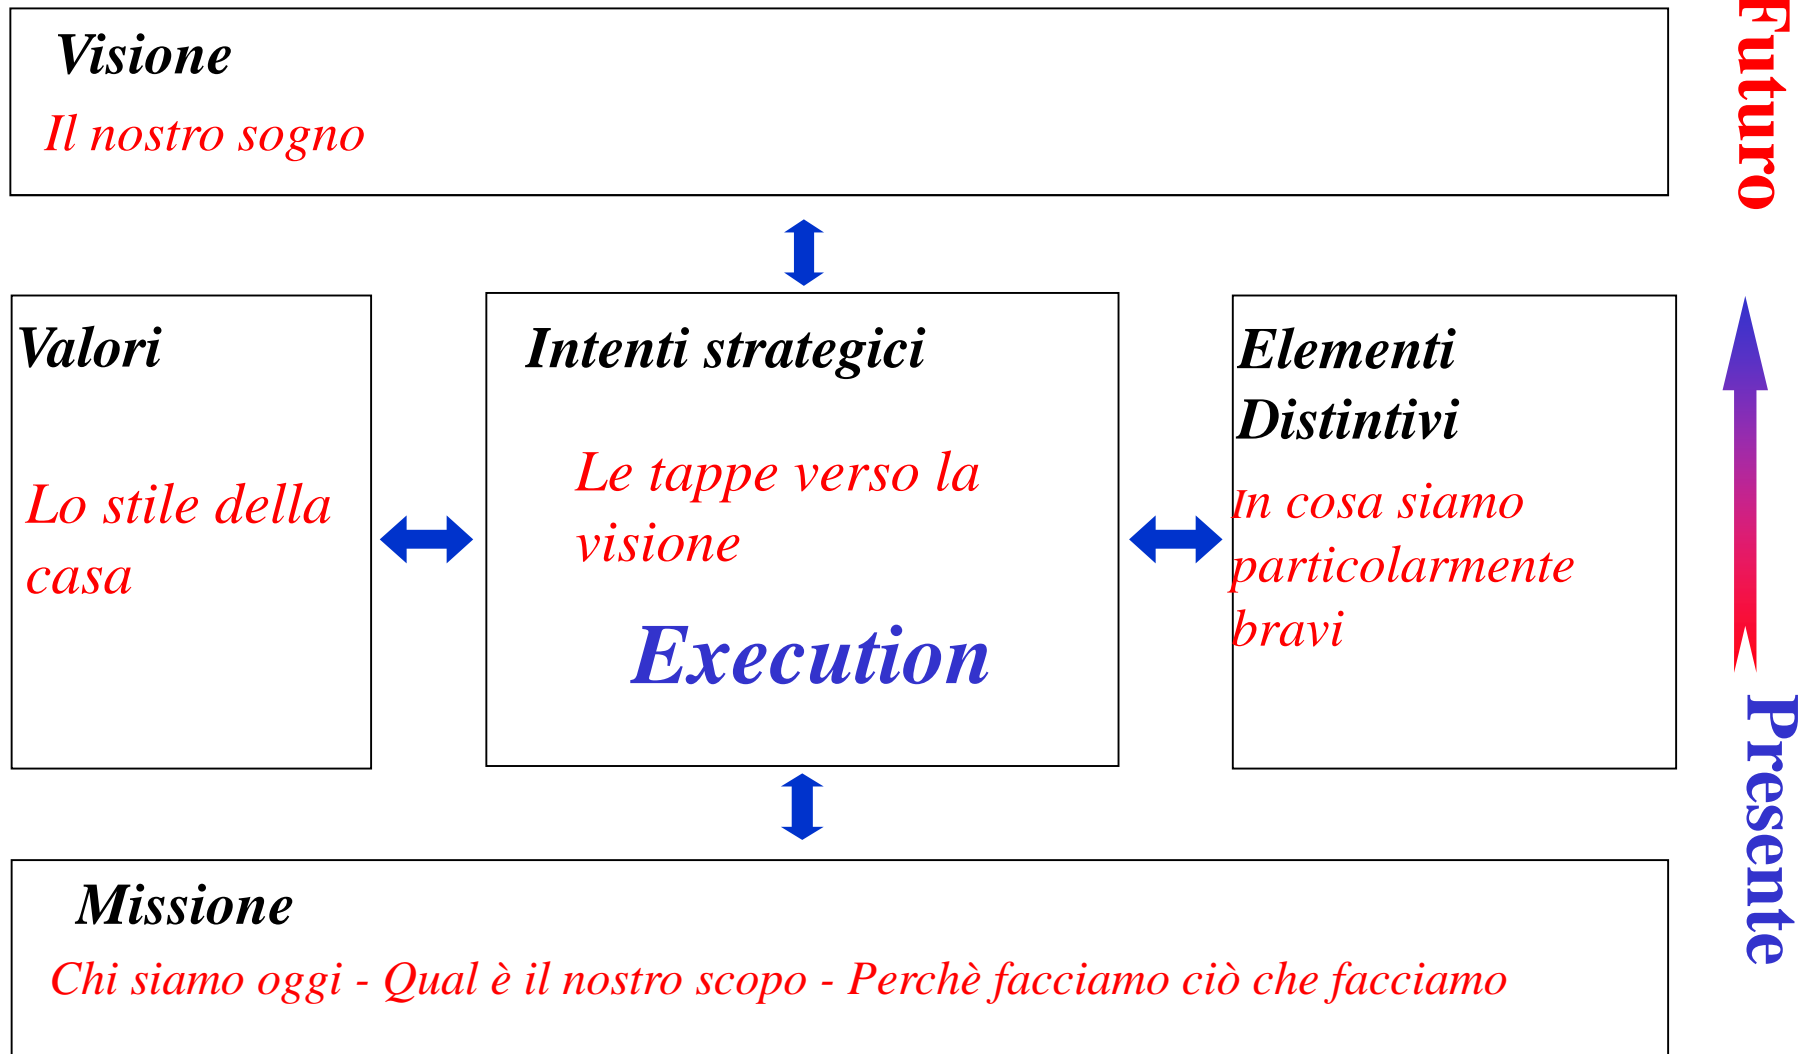 Visione
Il nostro sogno
Futuro
Valori
Lo stile della
casa
Intenti strategici
Le tappe verso la
visione
Execution
Elementi
Distintivi
In cosa siamo
particolarmente
bravi
Presente
Missione
Chi siamo oggi - Qual è il nostro scopo - Perchè facciamo ciò che facciamo